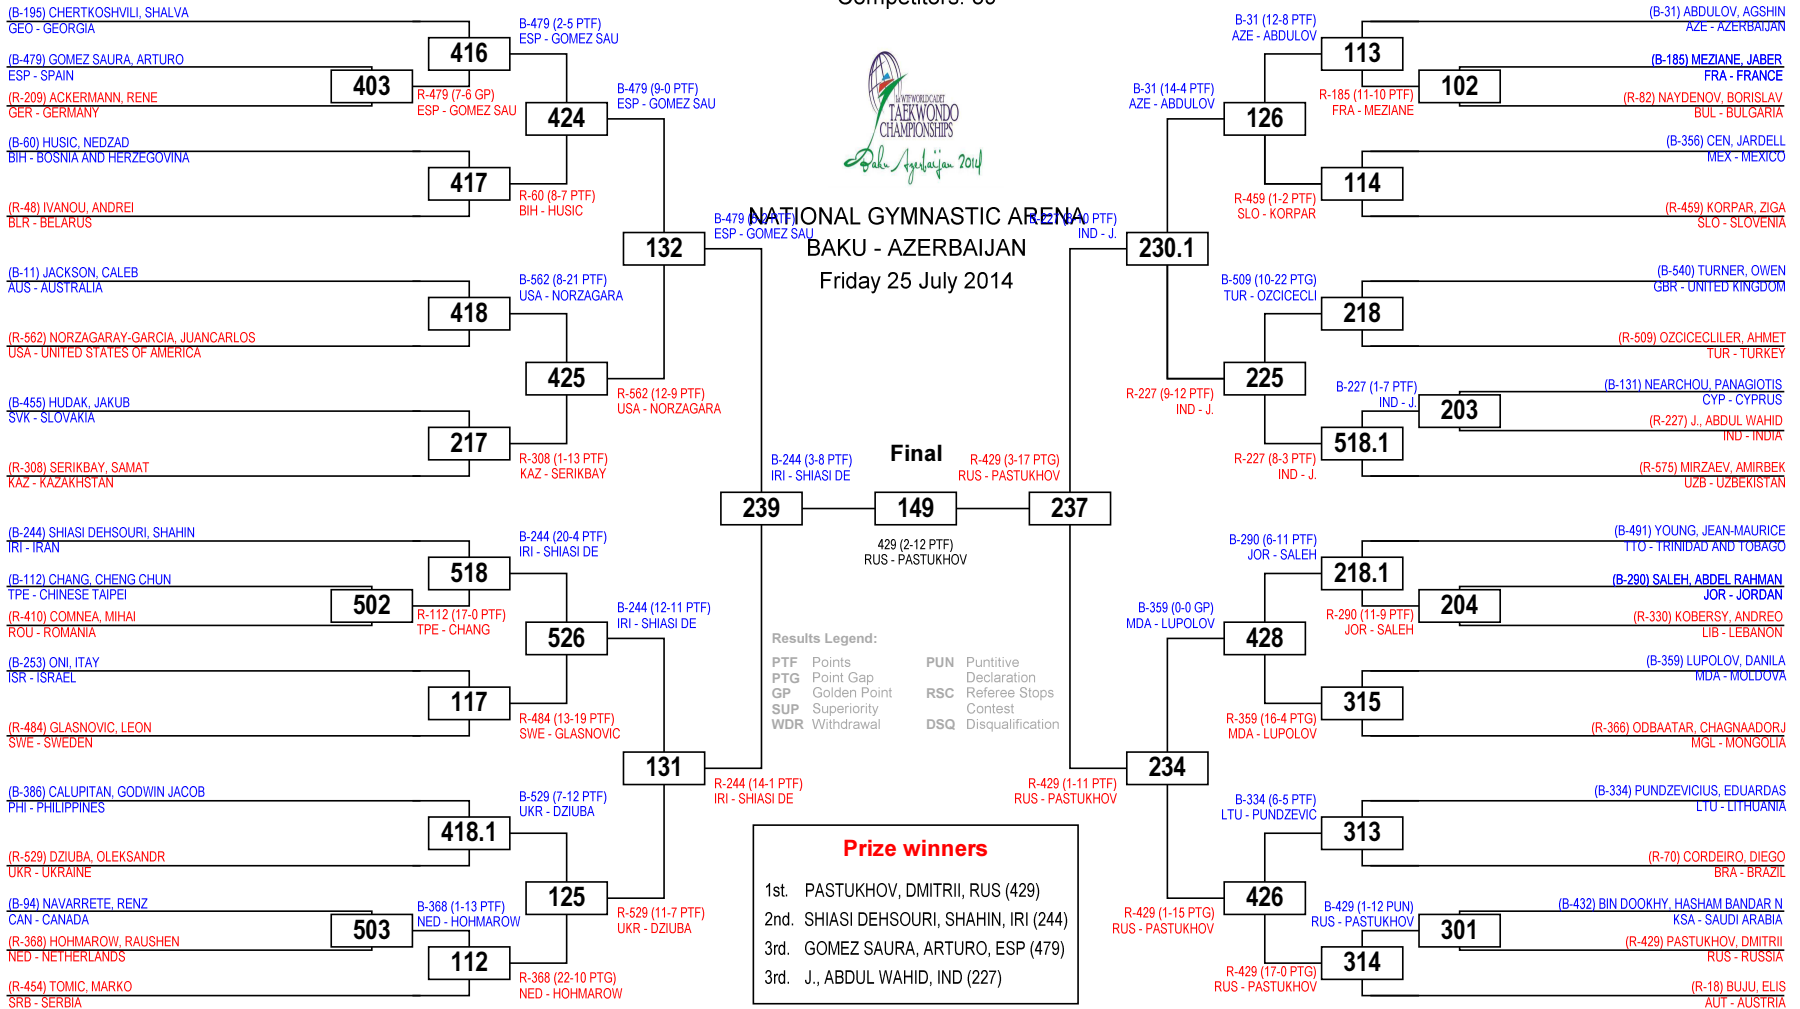 (B-195) CHERTKOSHVILI, SHALVA
GEO - GEORGIA
(B-479) GOMEZ SAURA, ARTURO
ESP - SPAIN
(R-209) ACKERMANN, RENE
GER - GERMANY
(B-60) HUSIC, NEDZAD
BIH - BOSNIA AND HERZEGOVINA
(R-48) IVANOU, ANDREI
BLR - BELARUS
(B-11) JACKSON, CALEB
AUS - AUSTRALIA
(R-562) NORZAGARAY-GARCIA, JUANCARLOS
USA - UNITED STATES OF AMERICA
(B-455) HUDAK, JAKUB
SVK - SLOVAKIA
(R-308) SERIKBAY, SAMAT
KAZ - KAZAKHSTAN
(B-244) SHIASI DEHSOURI, SHAHIN
IRI - IRAN
(B-112) CHANG, CHENG CHUN
TPE - CHINESE TAIPEI
(R-410) COMNEA, MIHAI
ROU - ROMANIA
(B-253) ONI, ITAY
ISR - ISRAEL
(R-484) GLASNOVIC, LEON
SWE - SWEDEN
(B-386) CALUPITAN, GODWIN JACOB
PHI - PHILIPPINES
(R-529) DZIUBA, OLEKSANDR
UKR - UKRAINE
(B-94) NAVARRETE, RENZ
CAN - CANADA
(R-368) HOHMAROW, RAUSHEN
NED - NETHERLANDS
(R-454) TOMIC, MARKO
SRB - SERBIA
403
R-479 (7-6 GP)
ESP - GOMEZ SAU
502
R-112 (17-0 PTF)
TPE - CHANG
503
B-368 (1-13 PTF)
NED - HOHMAROW
416
B-479 (2-5 PTF)
ESP - GOMEZ SAU
417
R-60 (8-7 PTF)
BIH - HUSIC
418
B-562 (8-21 PTF)
USA - NORZAGARA
217
R-308 (1-13 PTF)
KAZ - SERIKBAY
518
B-244 (20-4 PTF)
IRI - SHIASI DE
117
R-484 (13-19 PTF)
SWE - GLASNOVIC
418.1
B-529 (7-12 PTF)
UKR - DZIUBA
112
R-368 (22-10 PTG)
NED - HOHMAROW
424
B-479 (9-0 PTF)
ESP - GOMEZ SAU
425
R-562 (12-9 PTF)
USA - NORZAGARA
526
B-244 (12-11 PTF)
IRI - SHIASI DE
125
R-529 (11-7 PTF)
UKR - DZIUBA
132
B-479
ESP - GOMEZ SAU
131
R-244 (14-1 PTF)
IRI - SHIASI DE
239
B-244 (3-8 PTF)
IRI - SHIASI DE
1st WTF WORLD CADET
TAEKWONDO
CHAMPIONSHIPS
Baku Azerbaijan 2014
NATIONAL GYMNASTIC ARENA
BAKU - AZERBAIJAN
Friday 25 July 2014
Final
149
429 (2-12 PTF)
RUS - PASTUKHOV
Results Legend:
PTF Points
PTG Point Gap
GP Golden Point
SUP Superiority
WDR Withdrawal
PUN Puntitive
Declaration
RSC Referee Stops
Contest
DSQ Disqualification
Prize winners
1st. PASTUKHOV, DMITRII, RUS (429)
2nd. SHIASI DEHSOURI, SHAHIN, IRI (244)
3rd. GOMEZ SAURA, ARTURO, ESP (479)
3rd. J., ABDUL WAHID, IND (227)
R-429 (3-17 PTG)
RUS - PASTUKHOV
237
PTF)
IND - J.
230.1
R-429 (1-11 PTF)
RUS - PASTUKHOV
234
B-31 (14-4 PTF)
AZE - ABDULOV
126
R-227 (9-12 PTF)
IND - J.
225
B-359 (0-0 GP)
MDA - LUPOLOV
428
R-429 (1-15 PTG)
RUS - PASTUKHOV
426
B-31 (12-8 PTF)
AZE - ABDULOV
113
R-459 (1-2 PTF)
SLO - KORPAR
114
B-509 (10-22 PTG)
TUR - OZCICECLI
218
R-227 (8-3 PTF)
IND - J.
518.1
B-290 (6-11 PTF)
JOR - SALEH
218.1
R-359 (16-4 PTG)
MDA - LUPOLOV
315
B-334 (6-5 PTF)
LTU - PUNDZEVIC
313
R-429 (17-0 PTG)
RUS - PASTUKHOV
314
R-185 (11-10 PTF)
FRA - MEZIANE
102
B-227 (1-7 PTF)
IND - J.
203
R-290 (11-9 PTF)
JOR - SALEH
204
B-429 (1-12 PUN)
RUS - PASTUKHOV
301
(B-31) ABDULOV, AGSHIN
AZE - AZERBAIJAN
(B-185) MEZIANE, JABER
FRA - FRANCE
(R-82) NAYDENOV, BORISLAV
BUL - BULGARIA
(B-356) CEN, JARDELL
MEX - MEXICO
(R-459) KORPAR, ZIGA
SLO - SLOVENIA
(B-540) TURNER, OWEN
GBR - UNITED KINGDOM
(R-509) OZCICECLILER, AHMET
TUR - TURKEY
(B-131) NEARCHOU, PANAGIOTIS
CYP - CYPRUS
(R-227) J., ABDUL WAHID
IND - INDIA
(R-575) MIRZAEV, AMIRBEK
UZB - UZBEKISTAN
(B-491) YOUNG, JEAN-MAURICE
TTO - TRINIDAD AND TOBAGO
(B-290) SALEH, ABDEL RAHMAN
JOR - JORDAN
(R-330) KOBERSY, ANDREO
LIB - LEBANON
(B-359) LUPOLOV, DANILA
MDA - MOLDOVA
(R-366) ODBAATAR, CHAGNAADORJ
MGL - MONGOLIA
(B-334) PUNDZEVICIUS, EDUARDAS
LTU - LITHUANIA
(R-70) CORDEIRO, DIEGO
BRA - BRAZIL
(B-432) BIN DOOKHY, HASHAM BANDAR N
KSA - SAUDI ARABIA
(R-429) PASTUKHOV, DMITRII
RUS - RUSSIA
(R-18) BUJU, ELIS
AUT - AUSTRIA